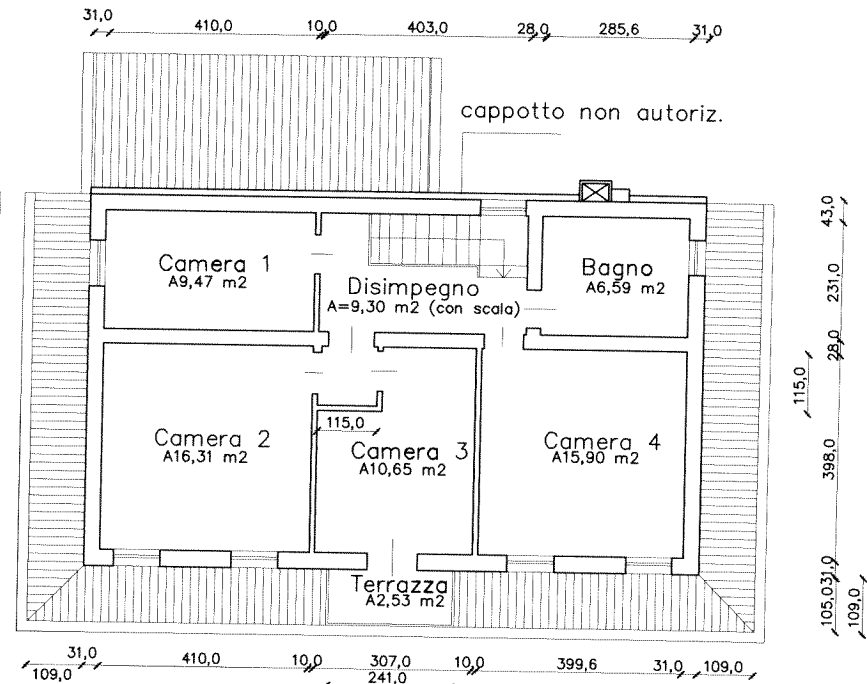 31,0 410,0 10,0 403,0 28,0 285,6 31,0
cappotto non autoriz.
Camera 1
A9,47 m2
Disimpegno
A=9,30 m2 (con scala)
Bagno
A6,59 m2
43,0
231,0
28,0
115,0
398,0
31,0
105,0
109,0
115,0
Camera 2
A16,31 m2
Camera 3
A10,65 m2
Camera 4
A15,90 m2
Terrazza
A2,53 m2
31,0 410,0 10,0 307,0 10,0 399,6 31,0 109,0
109,0 241,0